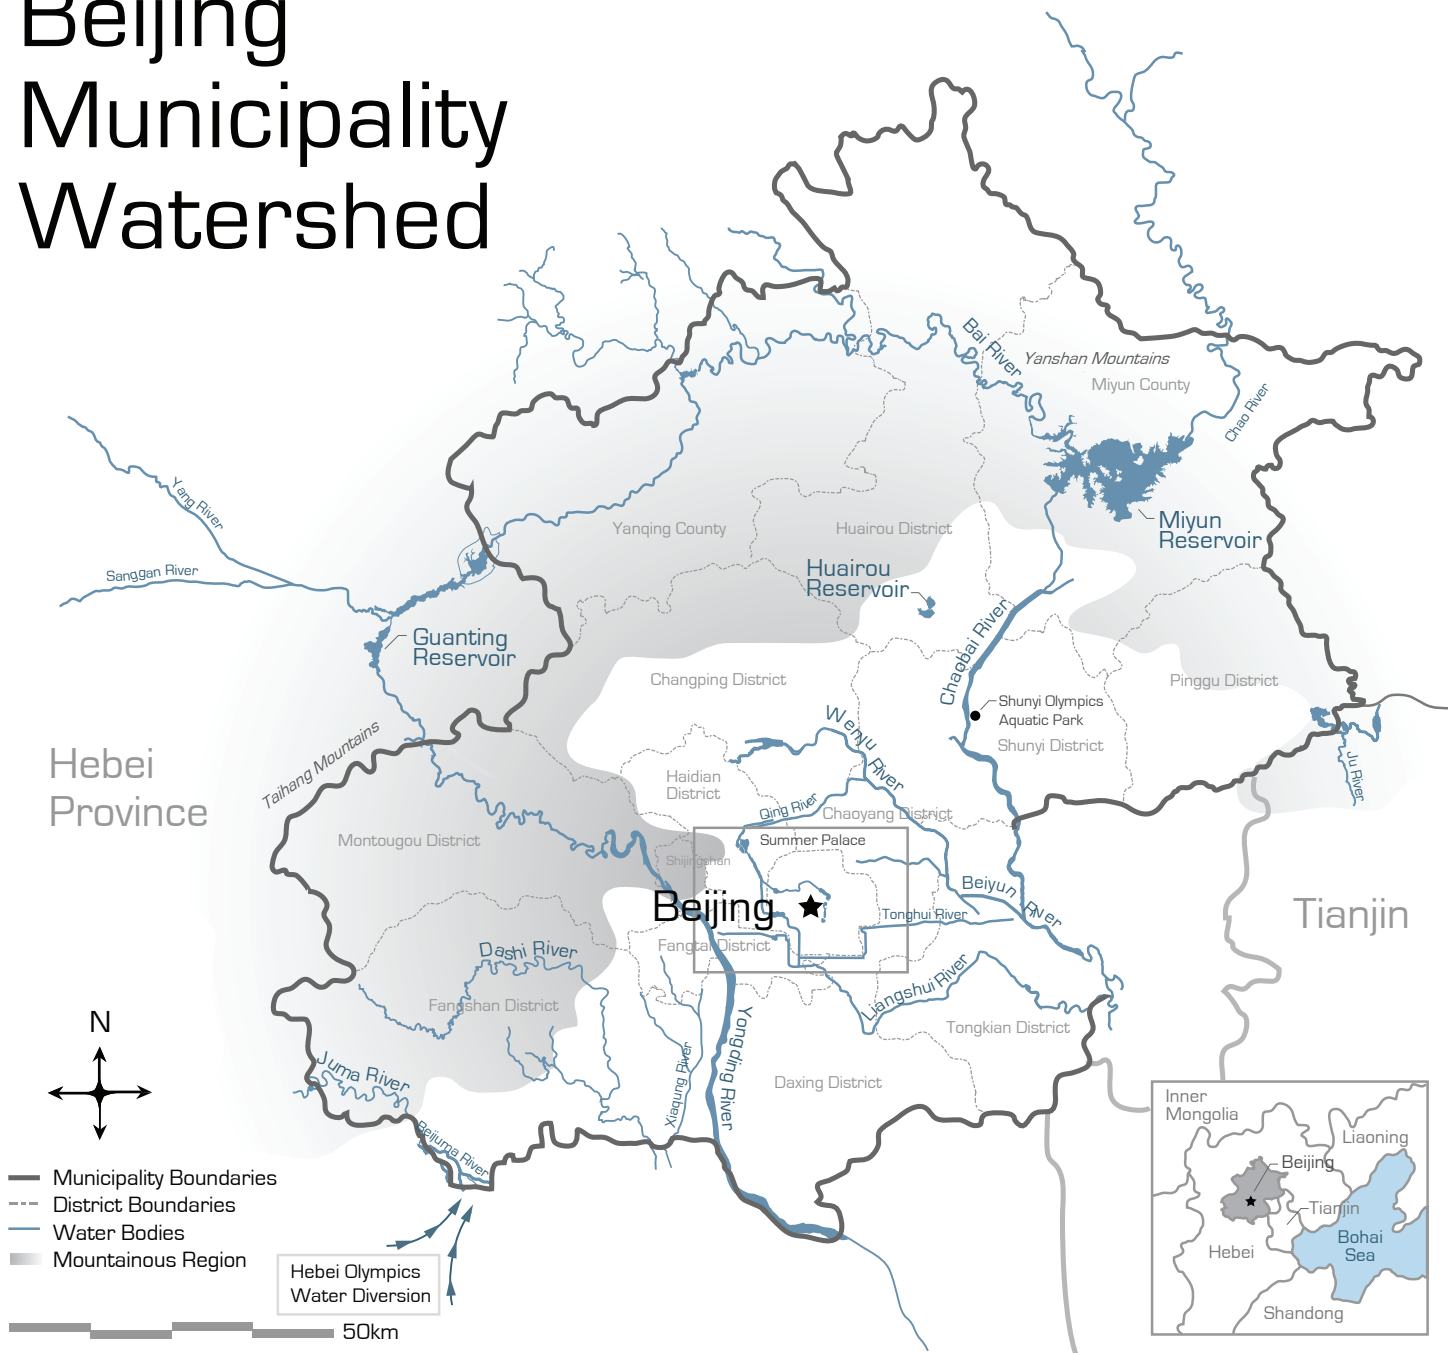 Beijing
Municipality
Watershed
Bai River
Yanshan Mountains
Miyun County
Chao River
Yang River
Sanggan River
Yanqing County
Huairou District
Miyun
Reservoir
Huairou
Reservoir
Guanting
Reservoir
Chaobai River
Changping District
Pinggu District
Shunyi Olympics
Aquatic Park
Shunyi District
Wenyu River
Hebei
Province
Taihang Mountains
Haidian
District
Ju River
Qing River
Chaoyang District
Montougou District
Summer Palace
Shijingshan
Beijing
Beiyun River
Tonghui River
Tianjin
Fangtai District
Dashi River
Fangshan District
Liangshui River
Tongkian District
N
Juma River
Yongding River
Xiaqung River
Daxing District
Beijuma River
Municipality Boundaries
District Boundaries
Water Bodies
Mountainous Region
Hebei Olympics
Water Diversion
50km
Inner
Mongolia
Liaoning
Beijing
Tianjin
Hebei
Bohai
Sea
Shandong